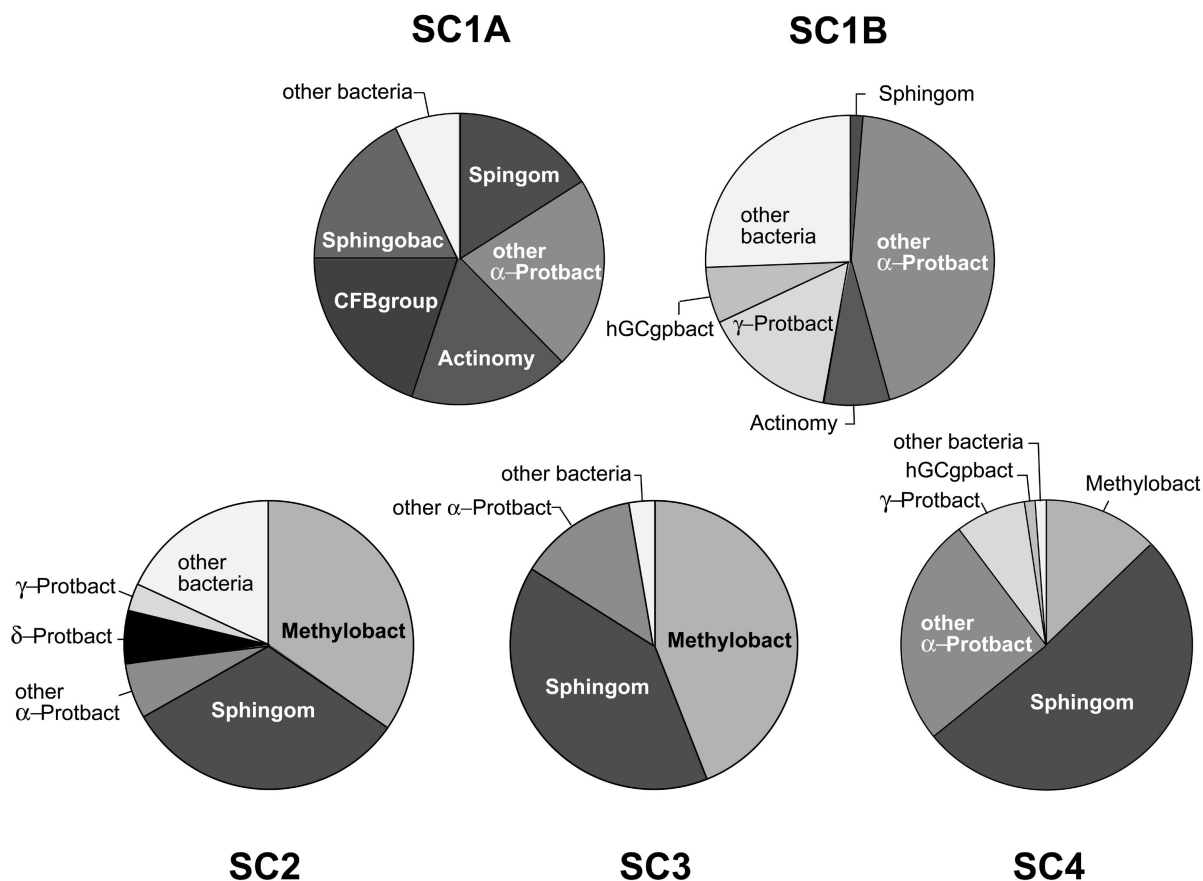 SC1A
other bacteria
Spingom
other
α–Protbact
Sphingobac
CFBgroup
Actinomy
SC1B
Sphingom
other
bacteria
other
α–Protbact
hGCgpbact
γ–Protbact
Actinomy
other
bacteria
γ–Protbact
δ–Protbact
other
α–Protbact
Methylobact
Sphingom
SC2
other bacteria
other α–Protbact
Methylobact
Sphingom
SC3
other bacteria
hGCgpbact
γ–Protbact
Methylobact
other
α–Protbact
Sphingom
SC4